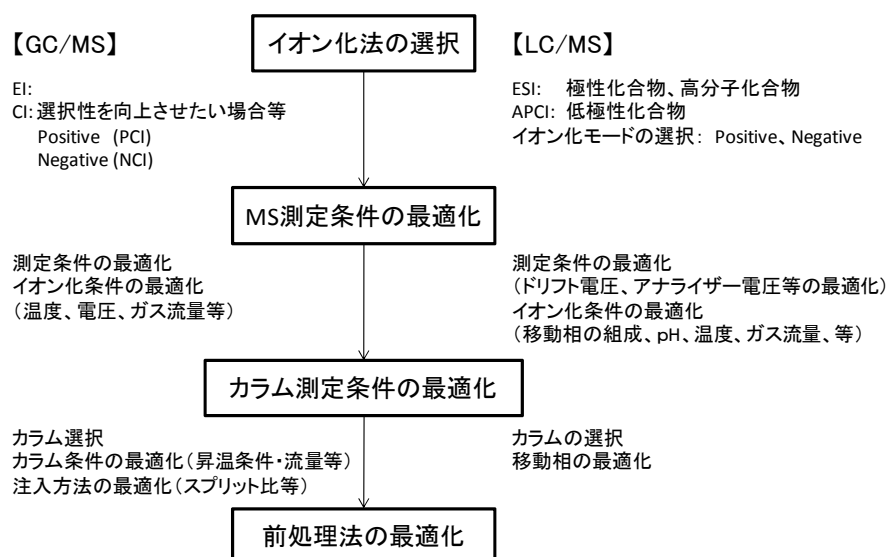 【GC/MS】
イオン化法の選択
【LC/MS】
EI:
CI:選択性を向上させたい場合等
Positive (PCI)
Negative (NCI)
ESI: 極性化合物、高分子化合物
APCI: 低極性化合物
イオン化モードの選択: Positive、Negative
MS測定条件の最適化
測定条件の最適化
イオン化条件の最適化
(温度、電圧、ガス流量等)
測定条件の最適化
(ドリフト電圧、アナライザー電圧等の最適化)
イオン化条件の最適化
(移動相の組成、pH、温度、ガス流量、等)
カラム測定条件の最適化
カラム選択
カラム条件の最適化(昇温条件・流量等)
注入方法の最適化(スプリット比等)
カラムの選択
移動相の最適化
前処理法の最適化